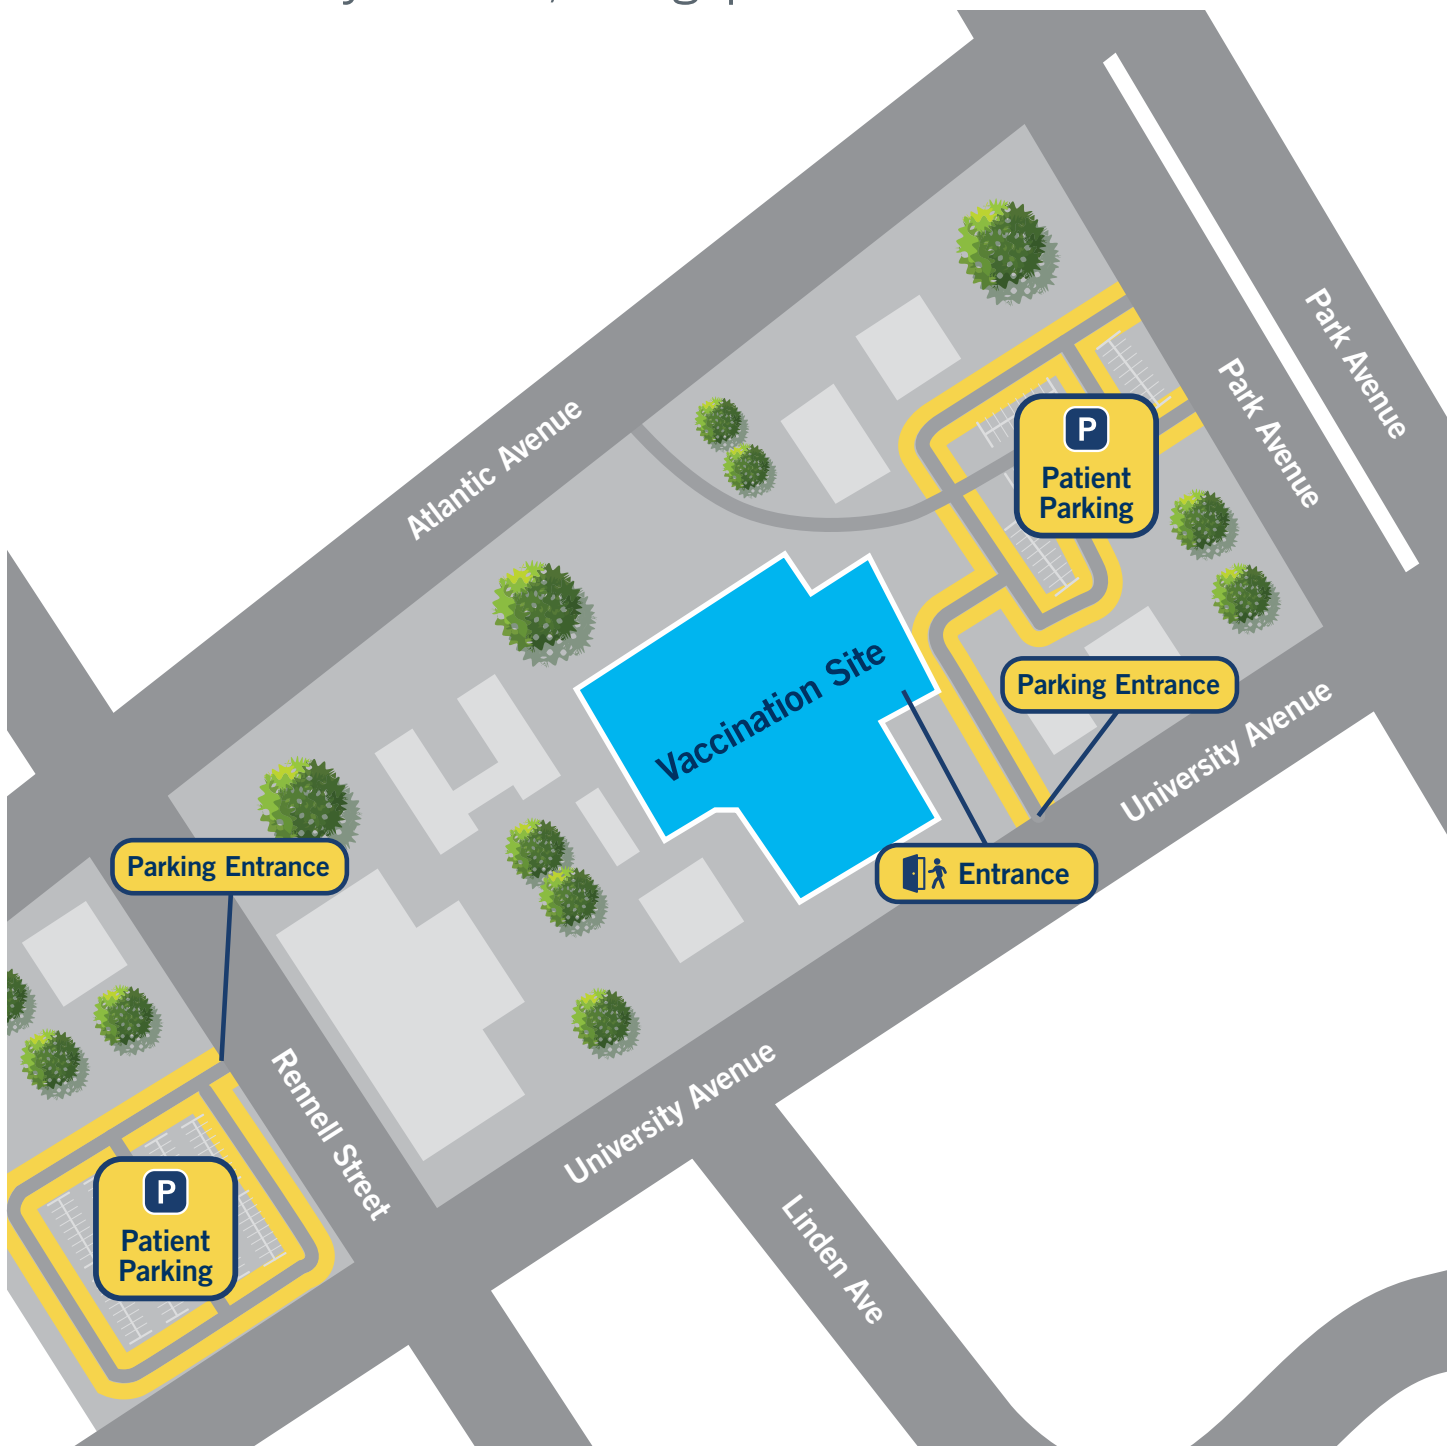 Park Avenue
Park Avenue
Atlantic Avenue
P
Patient
Parking
Vaccination Site
Parking Entrance
University Avenue
Parking Entrance
Entrance
Rennell Street
University Avenue
P
Patient
Parking
Linden Ave